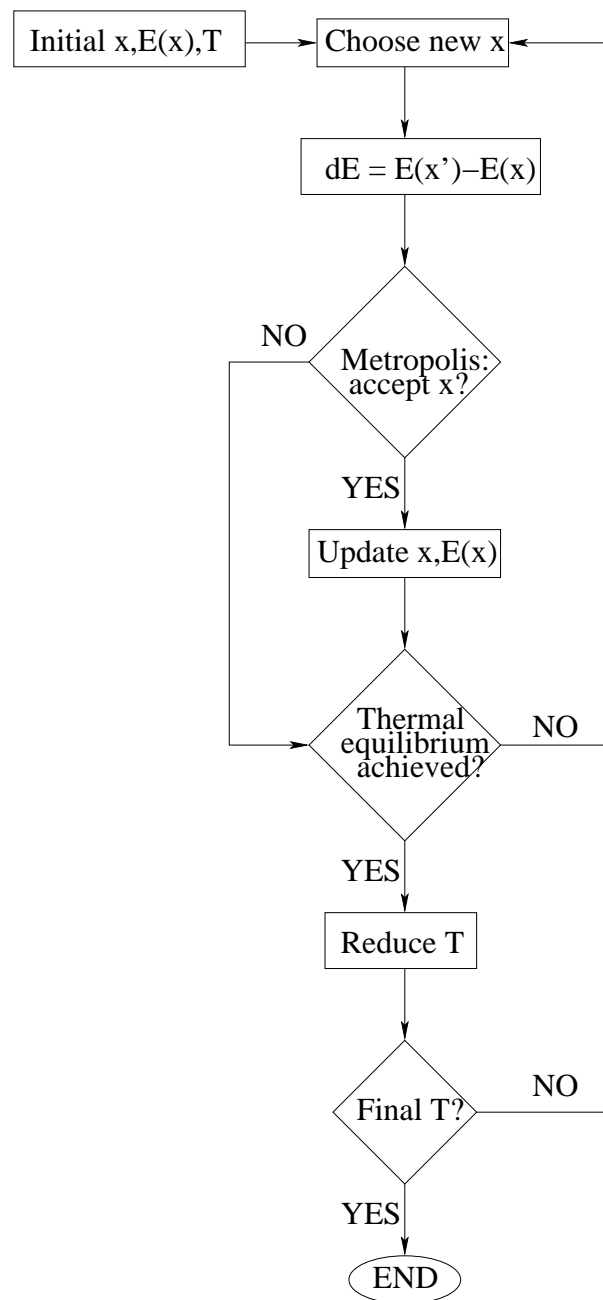 Initial x,E(x),T
Choose new x
dE = E(x’)–E(x)
NO
Metropolis:
accept x?
YES
Update x,E(x)
Thermal
equilibrium
achieved?
NO
YES
Reduce T
Final T?
NO
YES
END